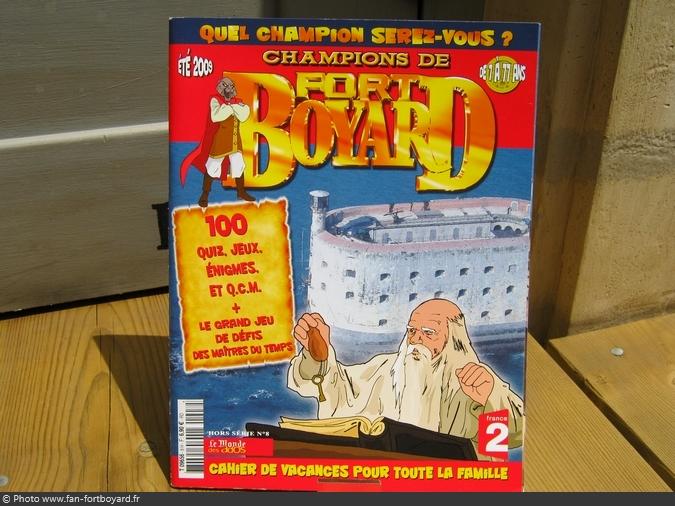 QUEL CHAMPION SEREZ-VOUS ?
ÉTÉ 2009
CHAMPIONS DE
FORT
BOYARD
DE 7 A 77 ANS
100
QUIZ, JEUX,
ÉNIGMES,
ET Q.C.M.
+
LE GRAND JEU
DE DÉFIS
DES MAÎTRES DU TEMPS
HORS SÉRIE N°8
Le Monde
des ados
france
2
CAHIER DE VACANCES POUR TOUTE LA FAMILLE
© Photo www.fan-fortboyard.fr